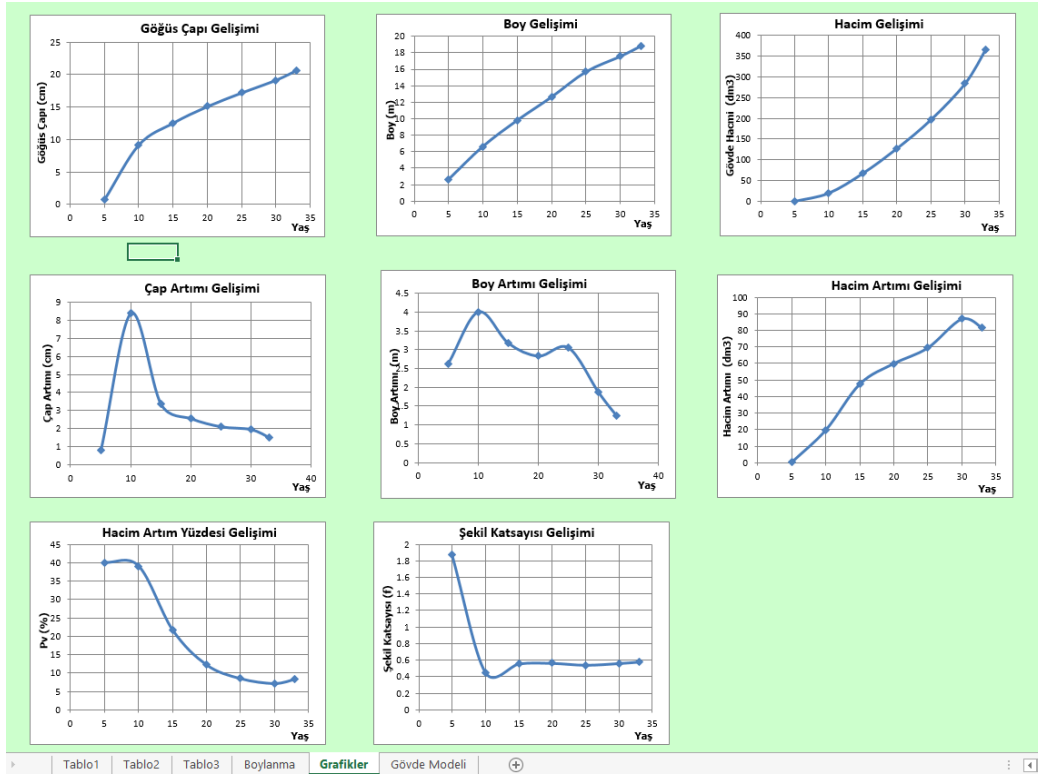 Göğüs Çapı Gelişimi
Göğüs Çapı (cm)
25
20
15
10
5
0
0 5 10 15 20 25 30 35
Yaş
Boy Gelişimi
Boy (m)
20
18
16
14
12
10
8
6
4
2
0
0 5 10 15 20 25 30 35
Yaş
Hacim Gelişimi
Gövde Hacmi (dm3)
400
350
300
250
200
150
100
50
0
0 5 10 15 20 25 30 35
Yaş
Çap Artımı Gelişimi
Çap Artımı (cm)
9
8
7
6
5
4
3
2
1
0
0 10 20 30 40
Yaş
Boy Artımı Gelişimi
Boy Artımı (m)
4.5
4
3.5
3
2.5
2
1.5
1
0.5
0
0 10 20 30 40
Yaş
Hacim Artımı Gelişimi
Hacim Artımı (dm3)
100
90
80
70
60
50
40
30
20
10
0
0 5 10 15 20 25 30 35
Yaş
Hacim Artım Yüzdesi Gelişimi
Pv (%)
45
40
35
30
25
20
15
10
5
0
0 5 10 15 20 25 30 35
Yaş
Şekil Katsayısı Gelişimi
Şekil Katsayısı (f)
2
1.8
1.6
1.4
1.2
1
0.8
0.6
0.4
0.2
0
0 5 10 15 20 25 30 35
Yaş
Tablo1 Tablo2 Tablo3 Boylanma Grafikler Gövde Modeli